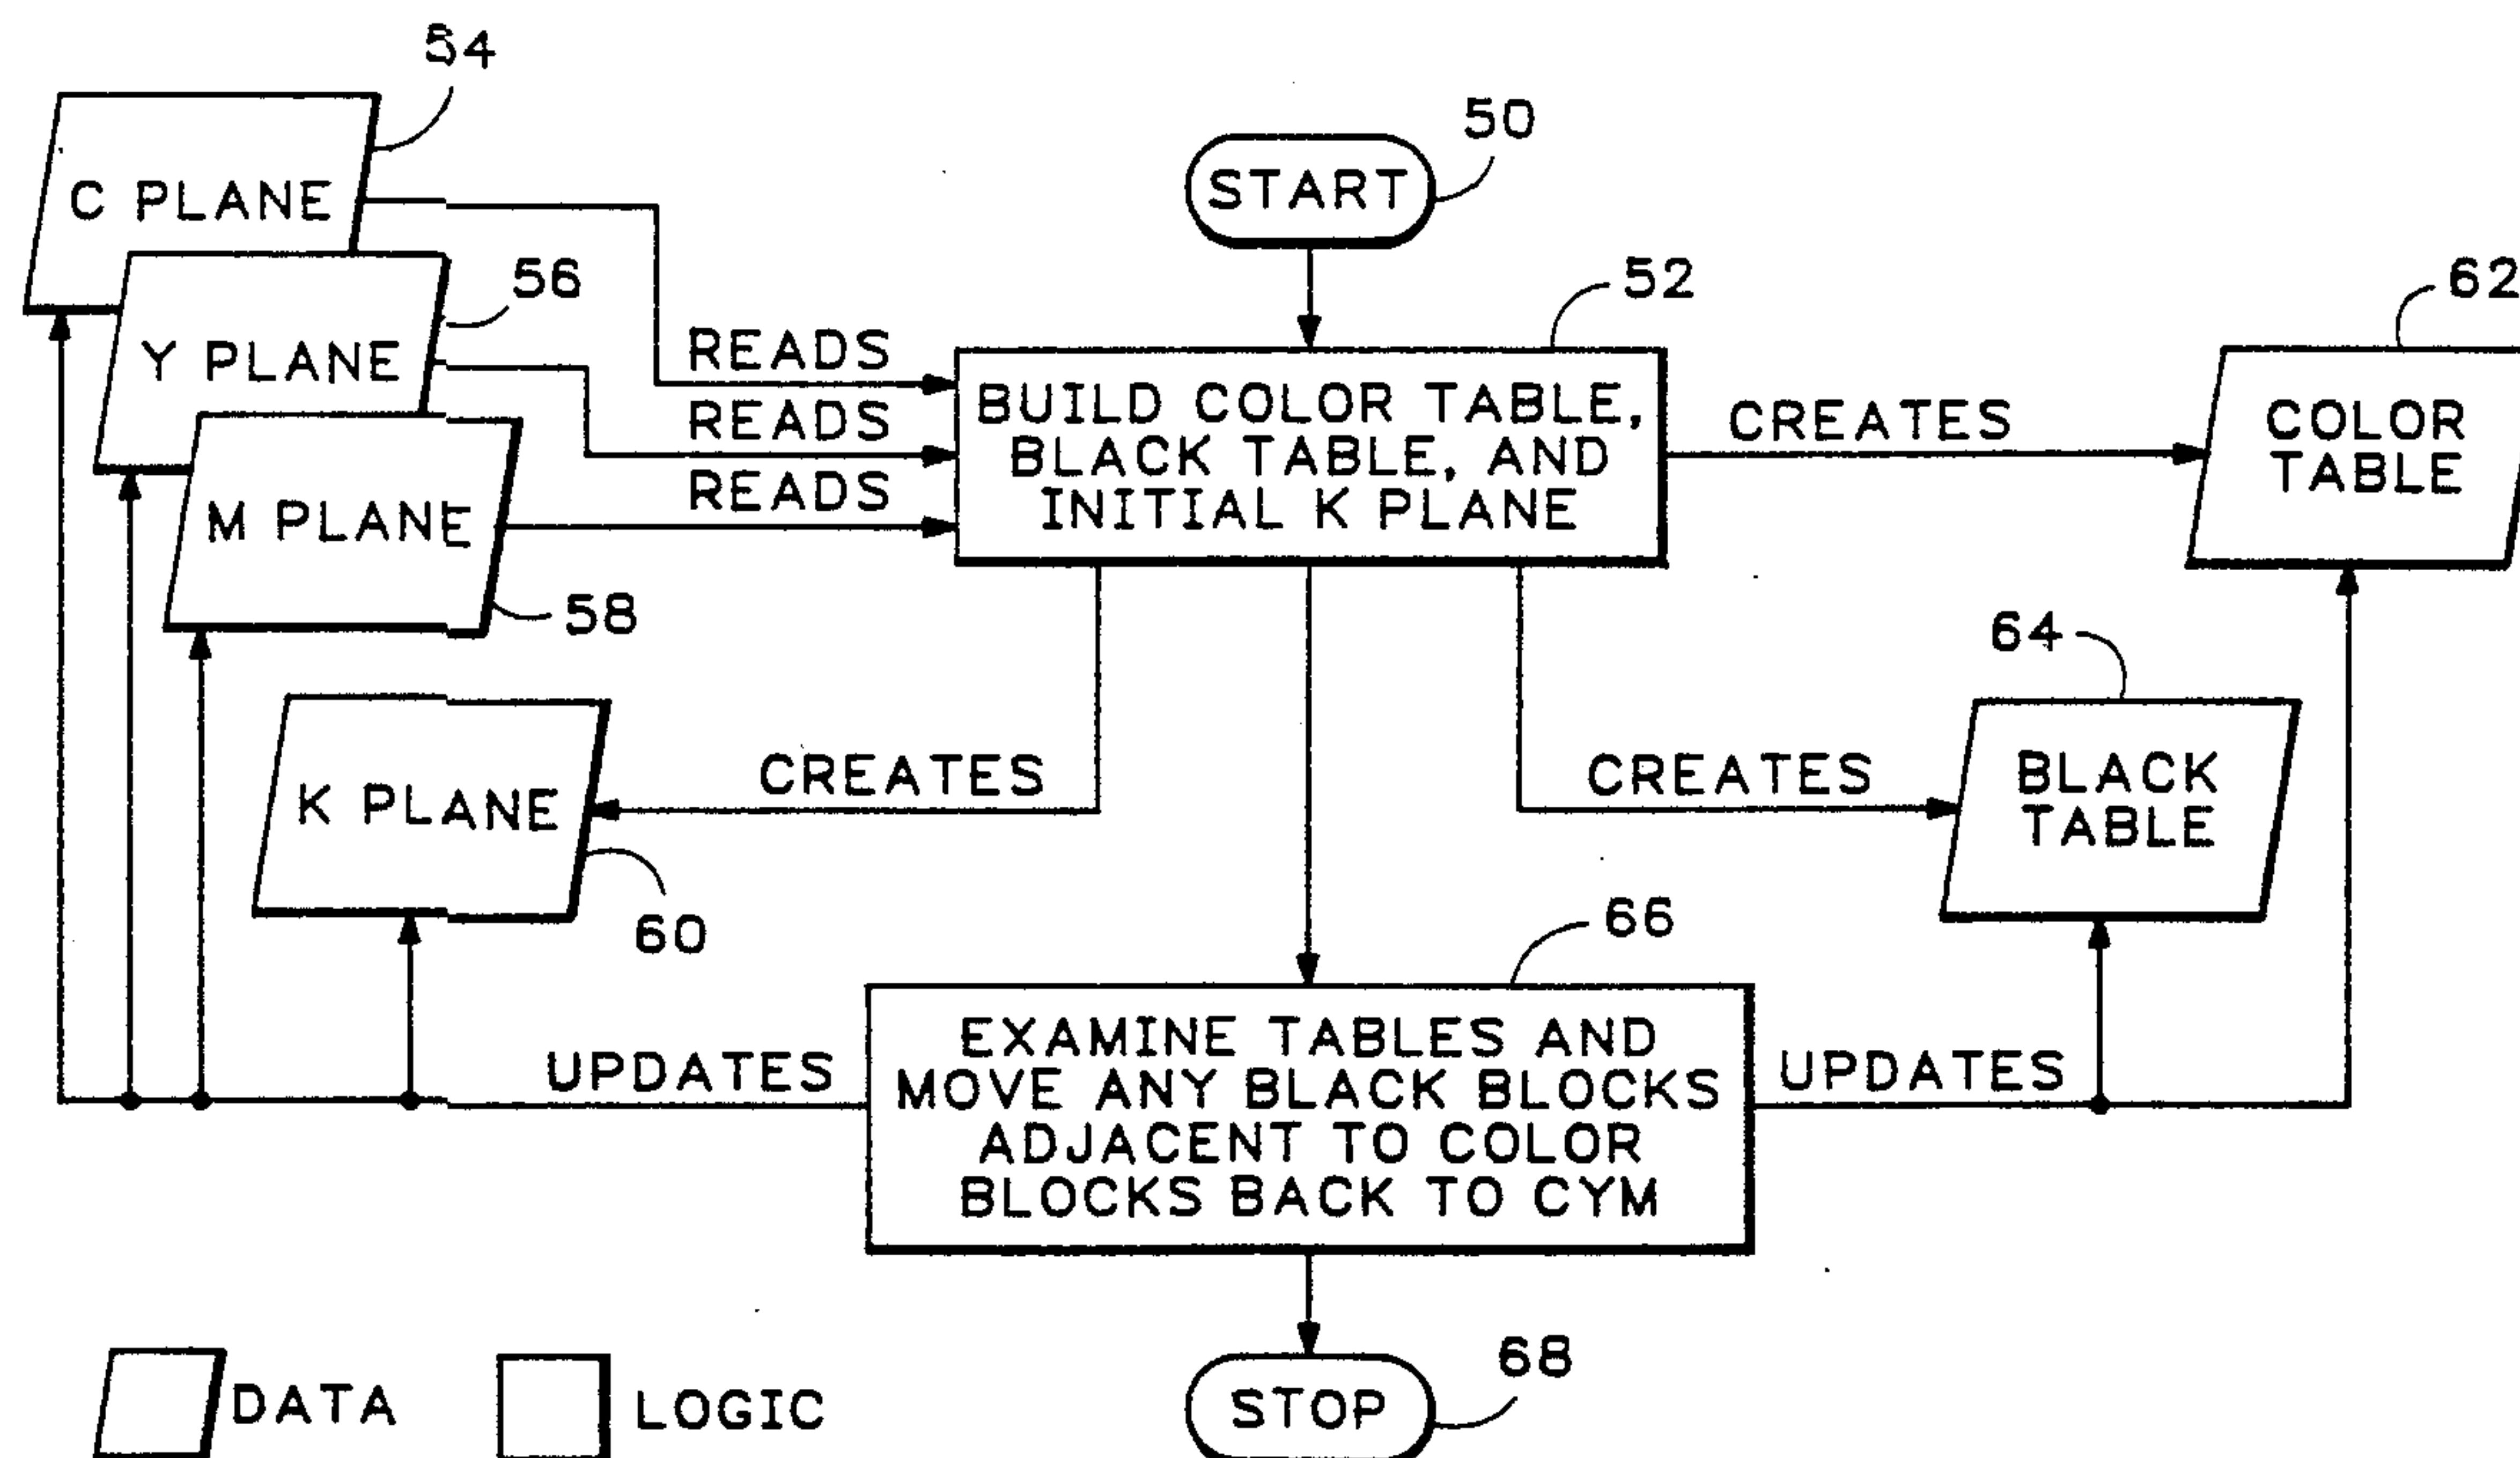 54
50
C PLANE
START
56
52
62
Y PLANE
READS
READS
READS
BUILD COLOR TABLE,
BLACK TABLE, AND
INITIAL K PLANE
CREATES
COLOR
TABLE
M PLANE
58
64
K PLANE
CREATES
CREATES
BLACK
TABLE
60
66
UPDATES
EXAMINE TABLES AND
MOVE ANY BLACK BLOCKS
ADJACENT TO COLOR
BLOCKS BACK TO CYM
UPDATES
68
DATA
LOGIC
STOP